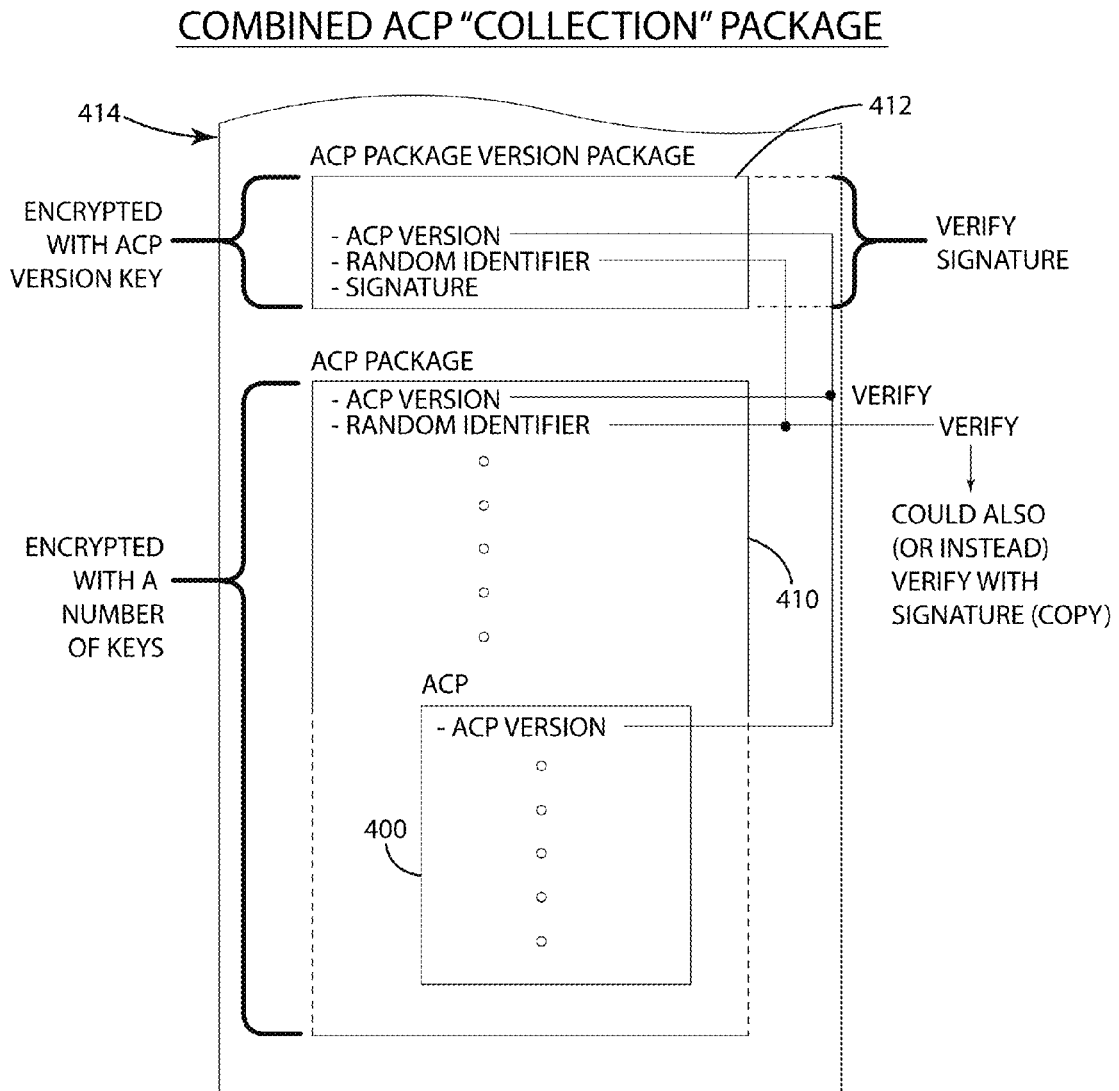 COMBINED ACP “COLLECTION” PACKAGE
414
412
ACP PACKAGE VERSION PACKAGE
ENCRYPTED
WITH ACP
VERSION KEY
- ACP VERSION
- RANDOM IDENTIFIER
- SIGNATURE
VERIFY
SIGNATURE
ACP PACKAGE
- ACP VERSION
- RANDOM IDENTIFIER
VERIFY
VERIFY
COULD ALSO
(OR INSTEAD)
VERIFY WITH
SIGNATURE (COPY)
ENCRYPTED
WITH A
NUMBER
OF KEYS
410
ACP
- ACP VERSION
400